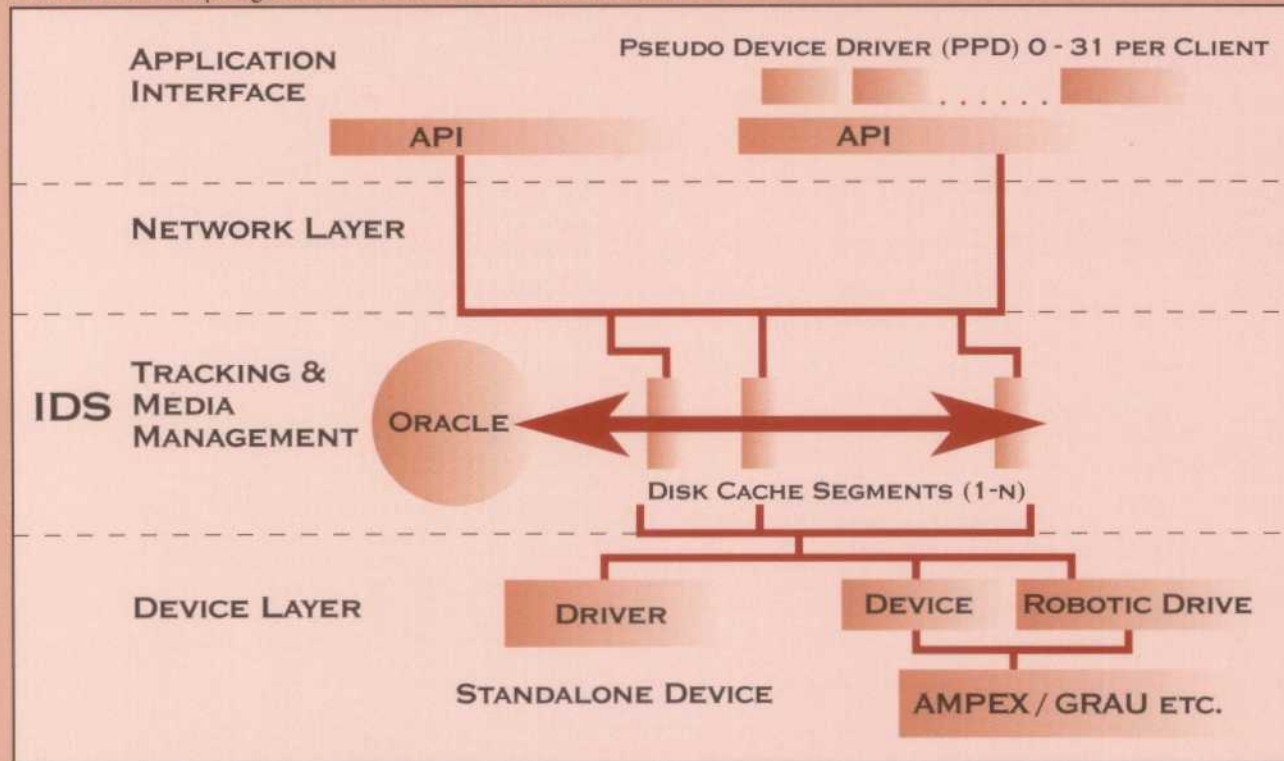 APPLICATION
INTERFACE
PSEUDO DEVICE DRIVER (PPD) 0 - 31 PER CLIENT
. . . . . .
API
API
NETWORK LAYER
IDS
TRACKING &
MEDIA
MANAGEMENT
ORACLE
DISK CACHE SEGMENTS (1-N)
DEVICE LAYER
DRIVER
DEVICE
ROBOTIC DRIVE
STANDALONE DEVICE
AMPEX / GRAU ETC.